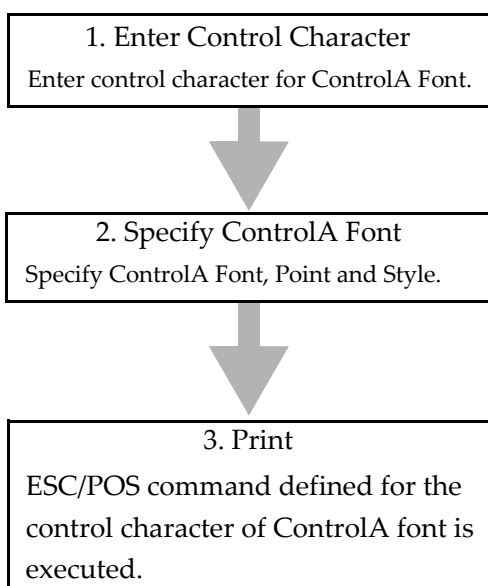 1. Enter Control Character
Enter control character for ControlA Font.
2. Specify ControlA Font
Specify ControlA Font, Point and Style.
3. Print
ESC/POS command defined for the
control character of ControlA font is
executed.